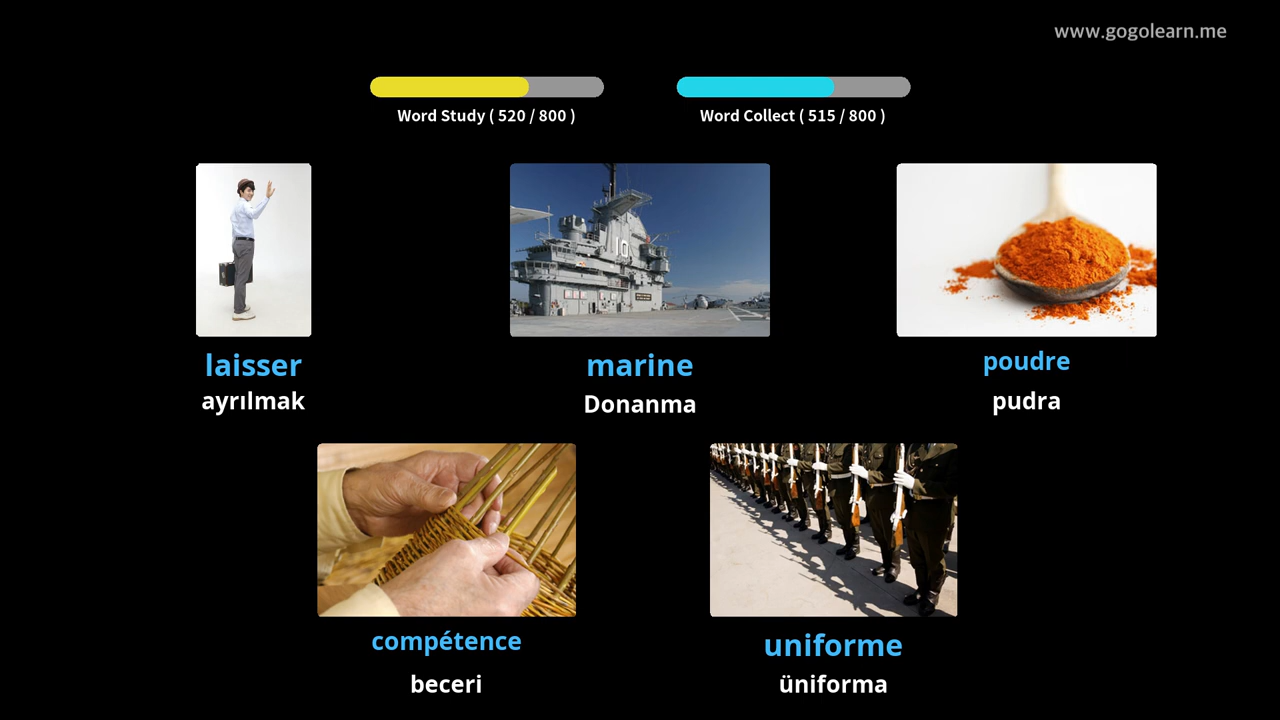 www.gogolearn.me
Word Study ( 520 / 800 )
Word Collect ( 515 / 800 )
laisser
ayrılmak
marine
Donanma
poudre
pudra
10
compétence
beceri
uniforme
üniforma